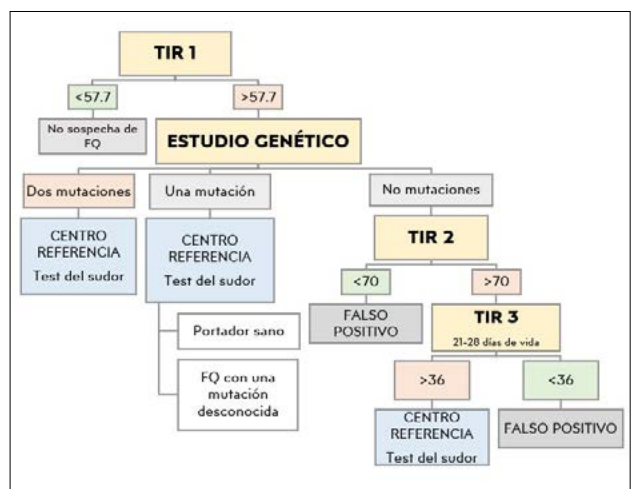 TIR 1
<57.7
>57.7
No sospecha de
FQ
ESTUDIO GENÉTICO
Dos mutaciones
Una mutación
No mutaciones
CENTRO
REFERENCIA
Test del sudor
CENTRO
REFERENCIA
Test del sudor
TIR 2
<70
>70
Portador sano
FALSO
POSITIVO
TIR 3
21-28 días de vida
FQ con una
mutación
desconocida
>36
<36
CENTRO
REFERENCIA
Test del sudor
FALSO POSITIVO